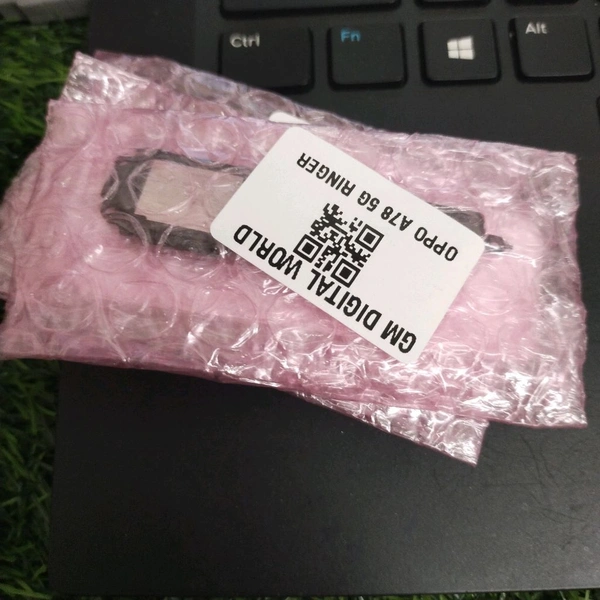 Ctrl
Fn
Alt
GM DIGITAL WORLD
OPPO A78 5G RINGER